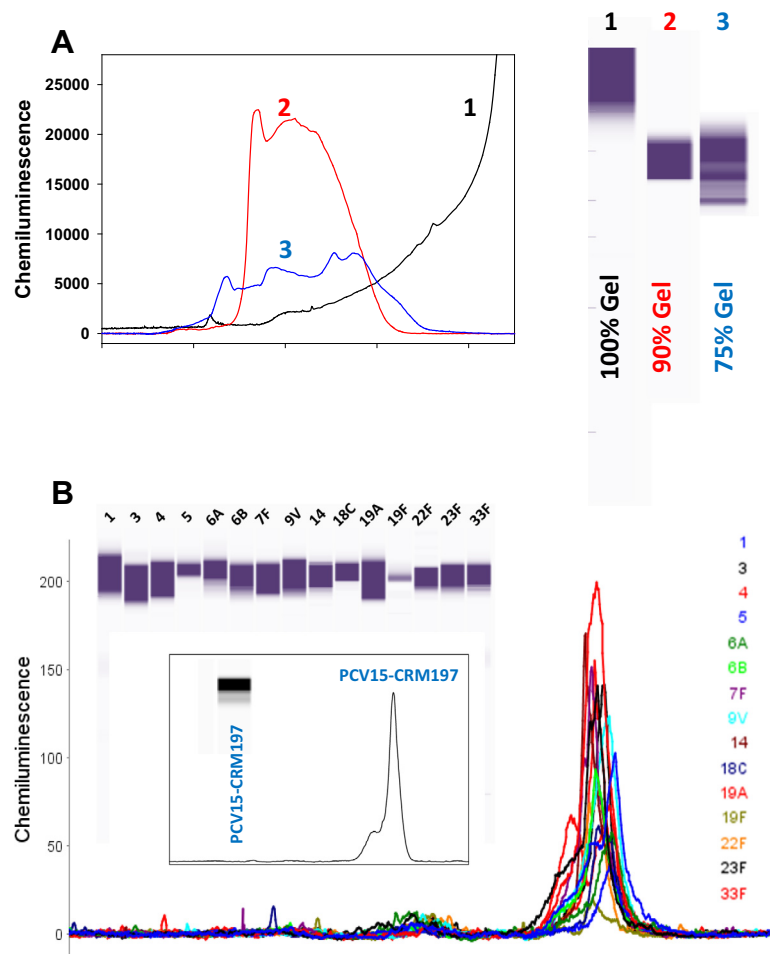 A
Chemiluminescence
25000
20000
15000
10000
5000
0
1
2
3
1 2 3
100% Gel
90% Gel
75% Gel
B
1 3 4 5 6A 6B 7F 9V 14 18C 19A 19F 22F 23F 33F
Chemiluminescence
200
150
100
50
0
PCV15-CRM197
PCV15-CRM197
1
3
4
5
6A
6B
7F
9V
14
18C
19A
19F
22F
23F
33F